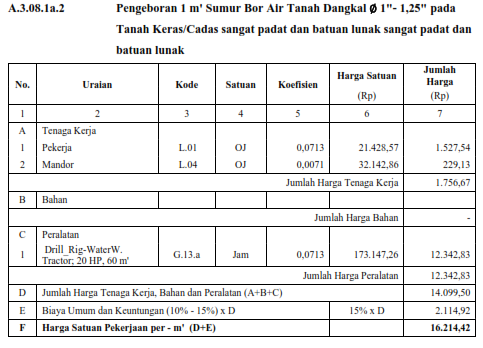 A.3.08.1a.2 Pengeboran 1 m' Sumur Bor Air Tanah Dangkal Ø 1"- 1,25" pada
Tanah Keras/Cadas sangat padat dan batuan lunak sangat padat dan
batuan lunak
No. Uraian Kode Satuan Koefisien Harga Satuan (Rp) Jumlah Harga (Rp)
1 2 3 4 5 6 7
A Tenaga Kerja
1 Pekerja L.01 OJ 0,0713 21.428,57 1.527,54
2 Mandor L.04 OJ 0,0071 32.142,86 229,13
Jumlah Harga Tenaga Kerja 1.756,67
B Bahan
Jumlah Harga Bahan -
C Peralatan
1 Drill_Rig-WaterW. G.13.a Jam 0,0713 173.147,26 12.342,83
Tractor; 20 HP, 60 m'
Jumlah Harga Peralatan 12.342,83
D Jumlah Harga Tenaga Kerja, Bahan dan Peralatan (A+B+C) 14.099,50
E Biaya Umum dan Keuntungan (10% - 15%) x D 15% x D 2.114,92
F Harga Satuan Pekerjaan per - m' (D+E) 16.214,42